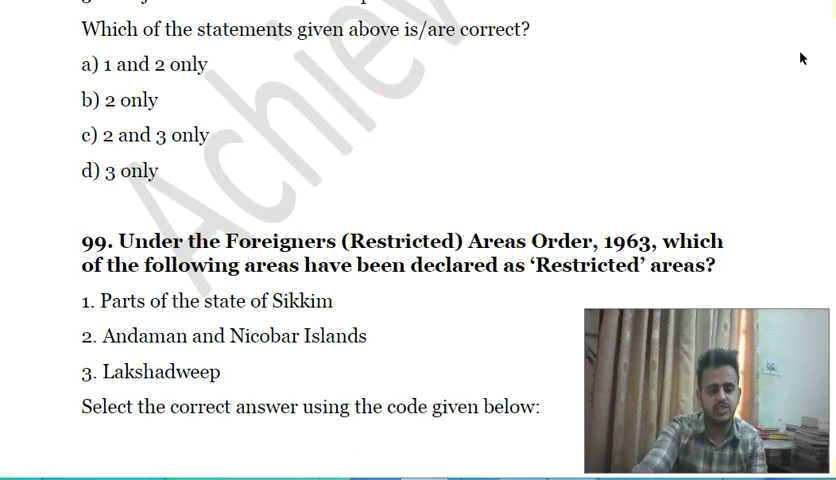 Which of the statements given above is/are correct?
a) 1 and 2 only
b) 2 only
c) 2 and 3 only
d) 3 only
Achiev
99. Under the Foreigners (Restricted) Areas Order, 1963, which
of the following areas have been declared as ‘Restricted’ areas?
1. Parts of the state of Sikkim
2. Andaman and Nicobar Islands
3. Lakshadweep
Select the correct answer using the code given below: